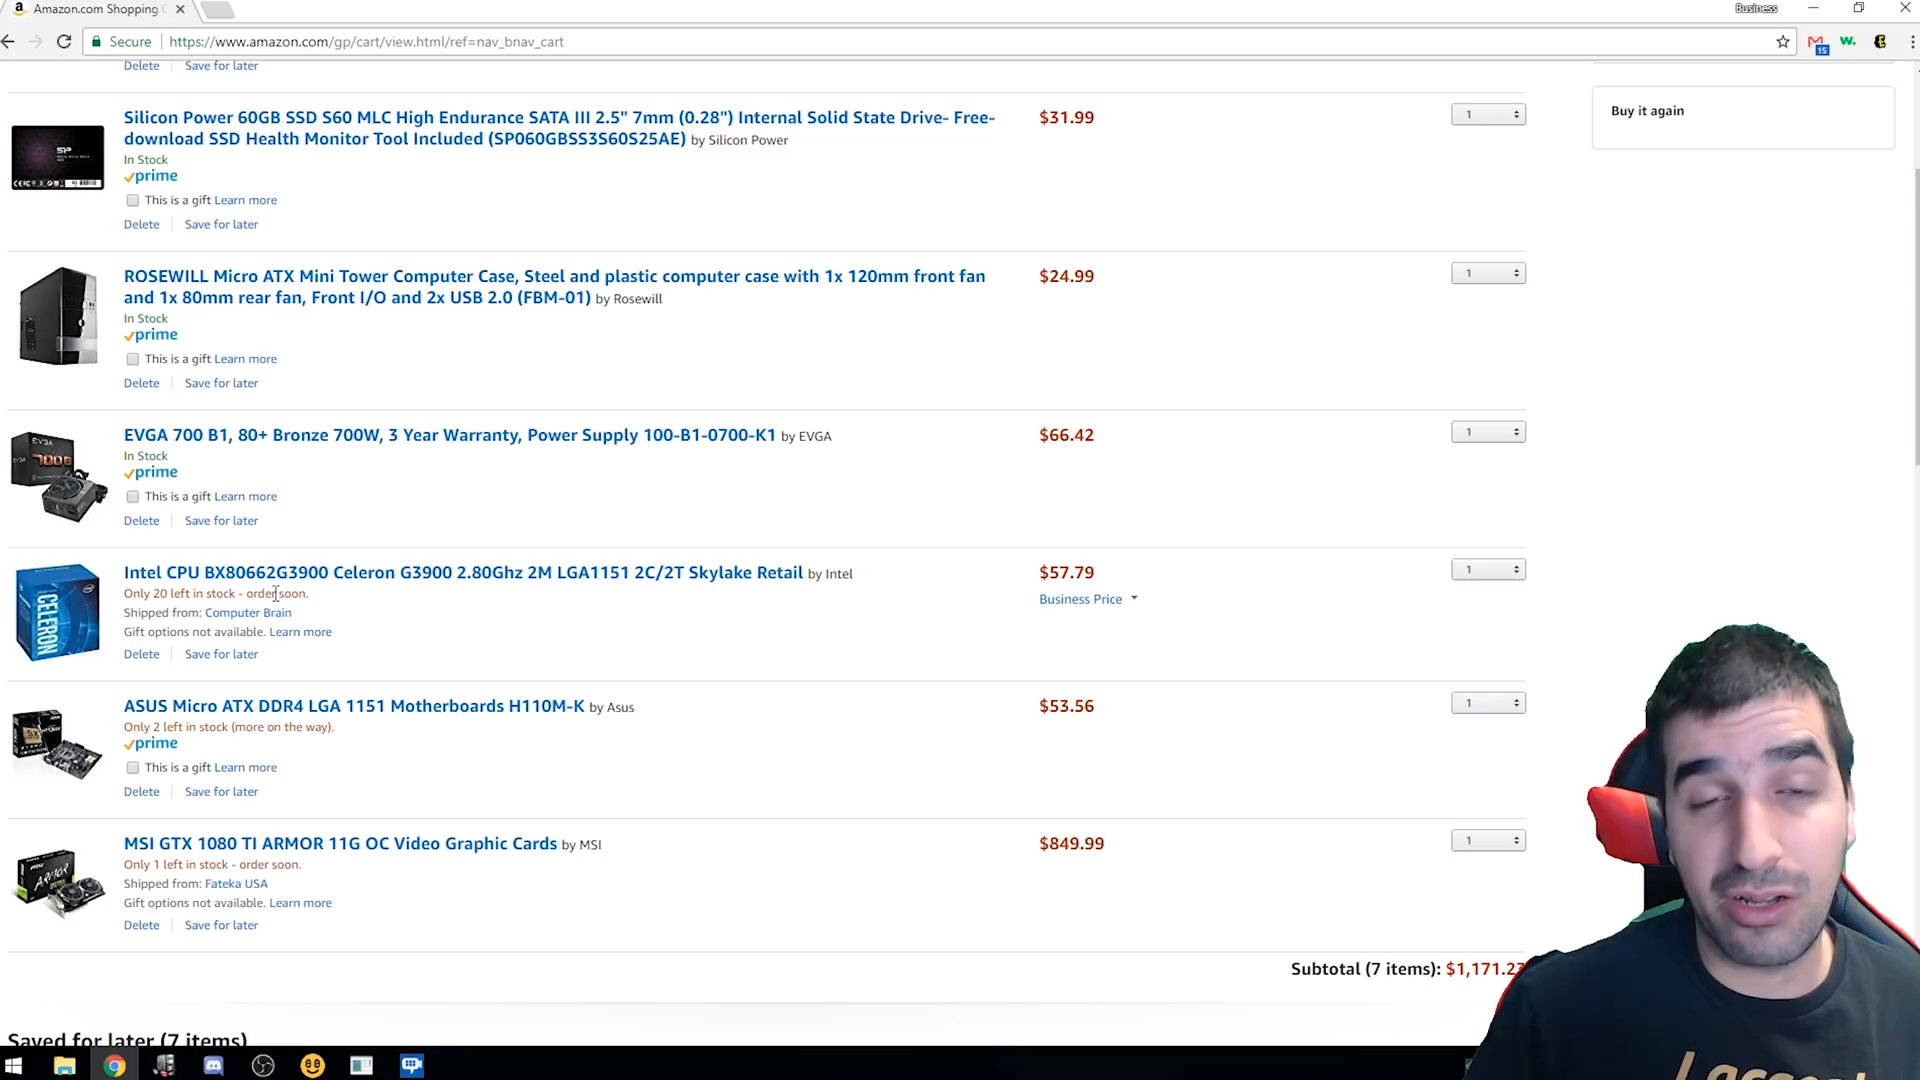 Amazon.com Shopping
Business
Secure https://www.amazon.com/gp/cart/view.html/ref=nav_bnav_cart
15
w.
Delete Save for later
Buy it again
Silicon Power 60GB SSD S60 MLC High Endurance SATA III 2.5" 7mm (0.28") Internal Solid State Drive- Free-
download SSD Health Monitor Tool Included (SP060GBSS3S60S25AE) by Silicon Power
$31.99
1
In Stock
prime
This is a gift Learn more
Delete Save for later
ROSEWILL Micro ATX Mini Tower Computer Case, Steel and plastic computer case with 1x 120mm front fan
and 1x 80mm rear fan, Front I/O and 2x USB 2.0 (FBM-01) by Rosewill
$24.99
1
In Stock
prime
This is a gift Learn more
Delete Save for later
EVGA 700 B1, 80+ Bronze 700W, 3 Year Warranty, Power Supply 100-B1-0700-K1 by EVGA
$66.42
1
In Stock
prime
This is a gift Learn more
Delete Save for later
Intel CPU BX80662G3900 Celeron G3900 2.80Ghz 2M LGA1151 2C/2T Skylake Retail by Intel
$57.79
1
Only 20 left in stock - order soon.
Business Price
Shipped from: Computer Brain
Gift options not available. Learn more
Delete Save for later
CELERON
ASUS Micro ATX DDR4 LGA 1151 Motherboards H110M-K by Asus
$53.56
1
Only 2 left in stock (more on the way).
prime
This is a gift Learn more
Delete Save for later
MSI GTX 1080 TI ARMOR 11G OC Video Graphic Cards by MSI
$849.99
1
Only 1 left in stock - order soon.
Shipped from: Fateka USA
Gift options not available. Learn more
Delete Save for later
ARMOR
Subtotal (7 items): $1,171.23
Saved for later (7 items)